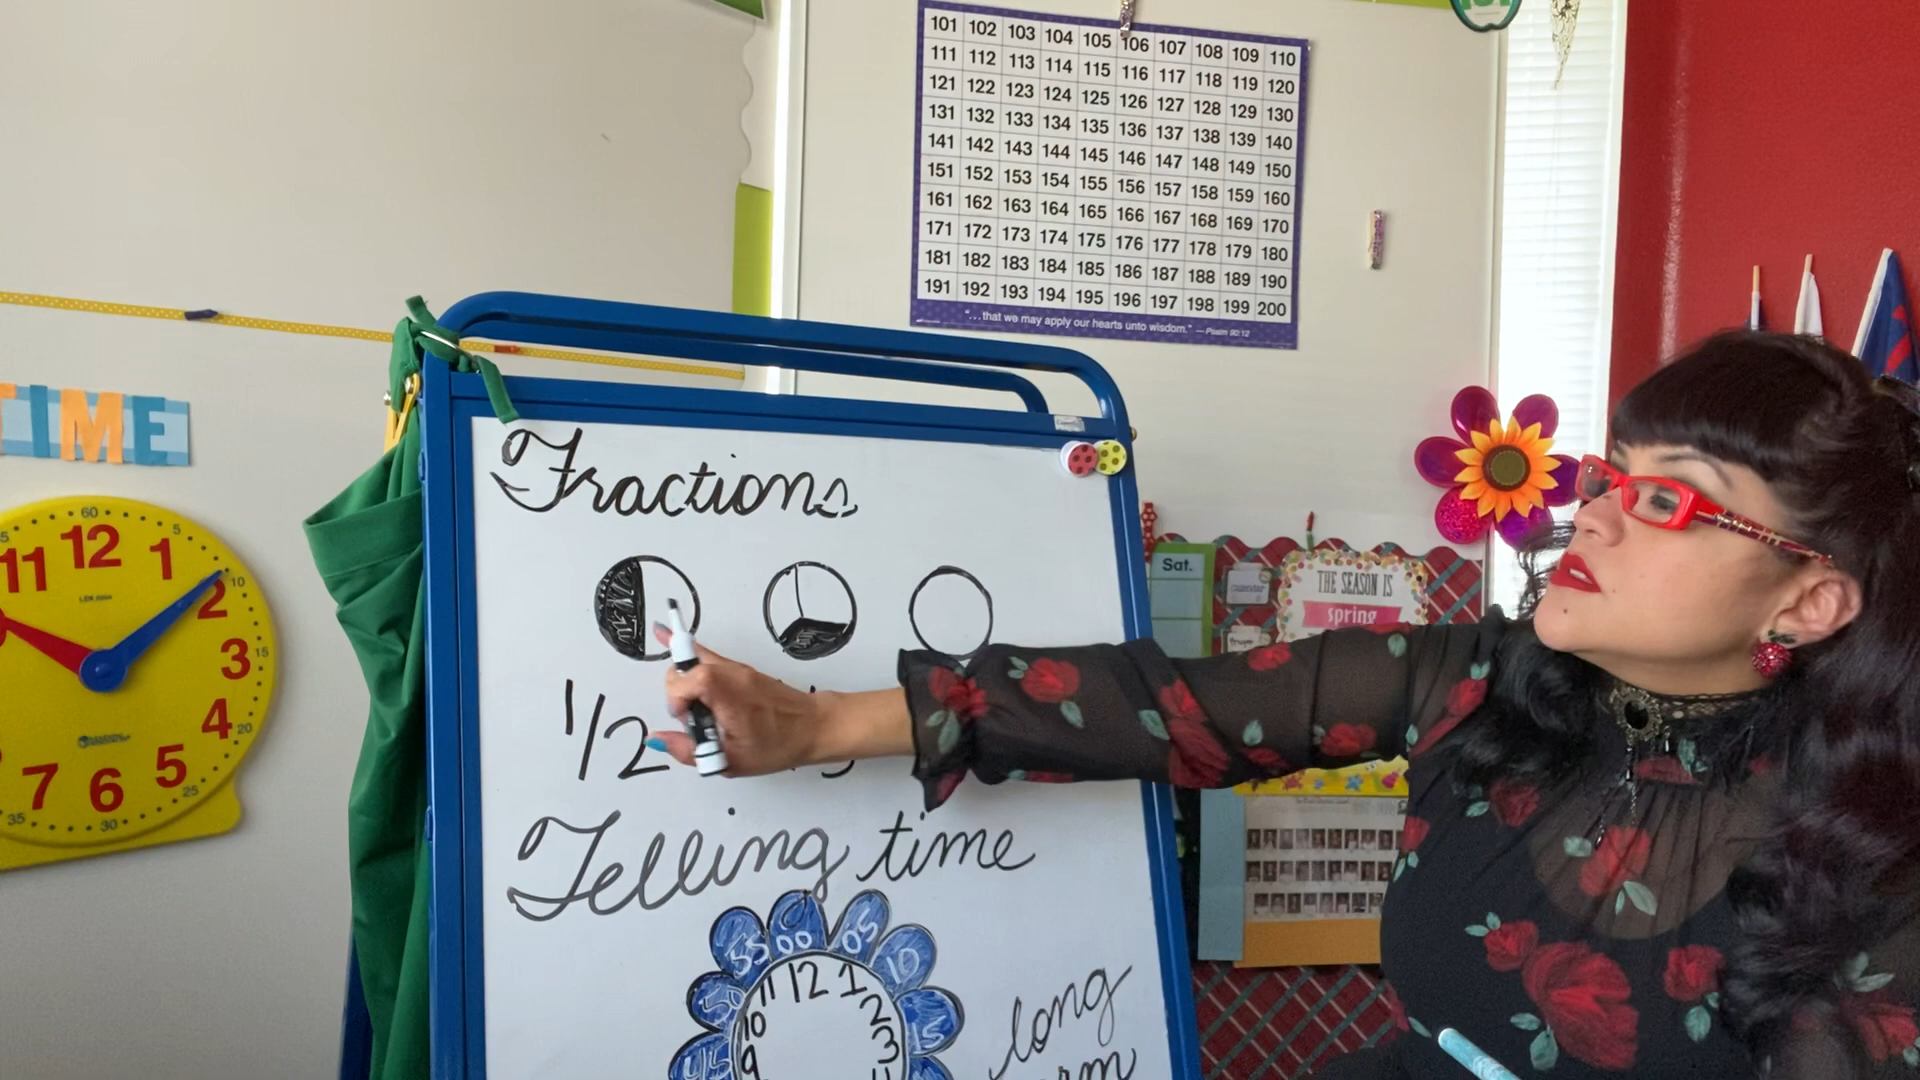 101 102 103 104 105 106 107 108 109 110
111 112 113 114 115 116 117 118 119 120
121 122 123 124 125 126 127 128 129 130
131 132 133 134 135 136 137 138 139 140
141 142 143 144 145 146 147 148 149 150
151 152 153 154 155 156 157 158 159 160
161 162 163 164 165 166 167 168 169 170
171 172 173 174 175 176 177 178 179 180
181 182 183 184 185 186 187 188 189 190
191 192 193 194 195 196 197 198 199 200
"...that we may apply our hearts unto wisdom." — Psalm 90:12
TIME
60 5 10 15 20 25 30 35
11 12 1 2 3 4 5 6 7
Fractions
1/2
Telling time
45 50 55 00 05 10 15
9 10 11 12 1 2 3
long
Sat.
THE SEASON IS
spring